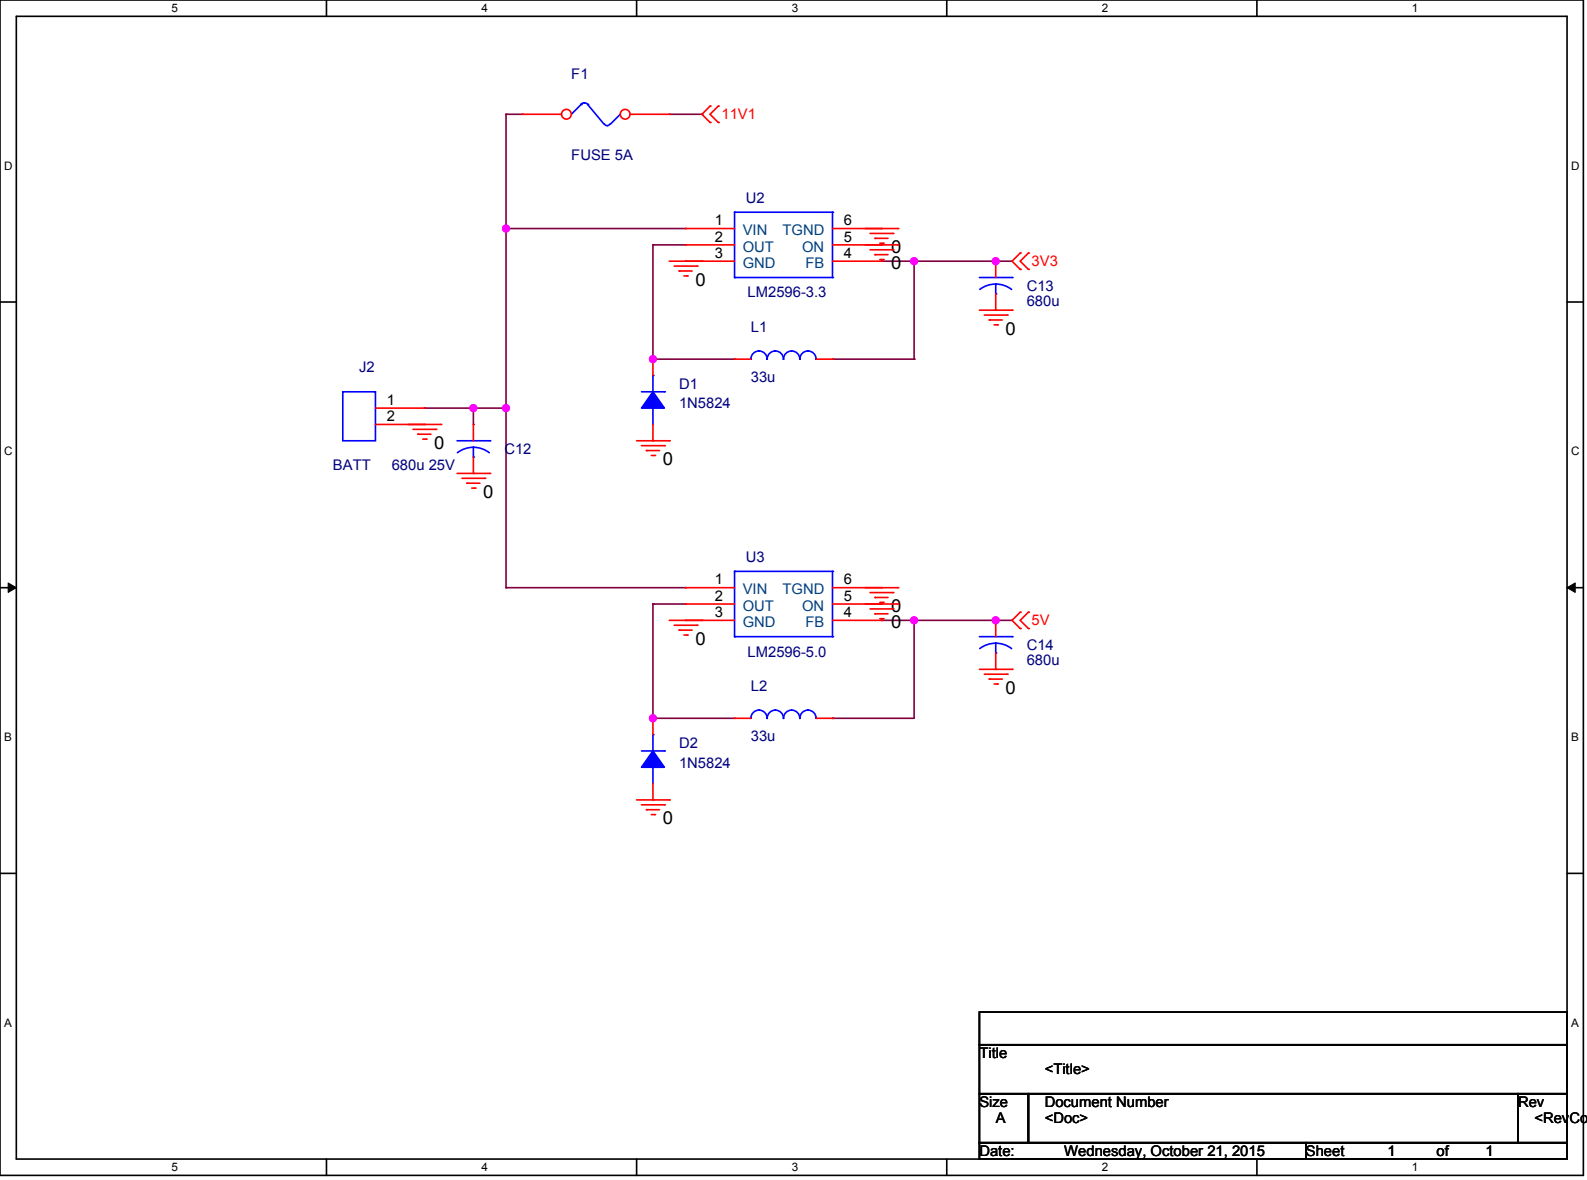 5 4 3 2 1
D D
C C
B B
A A
F1
11V1
FUSE 5A
U2
1 VIN TGND 6
2 OUT ON 5
3 GND FB 4
0
0
0
LM2596-3.3
3V3
C13
680u
0
L1
33u
D1
1N5824
0
J2
1
2
0
BATT
680u 25V
C12
0
U3
1 VIN TGND 6
2 OUT ON 5
3 GND FB 4
0
0
0
LM2596-5.0
5V
C14
680u
0
L2
33u
D2
1N5824
0
Title
<Title>
Size Document Number Rev
A <Doc> <RevCo
Date: Wednesday, October 21, 2015 Sheet 1 of 1
5 4 3 2 1